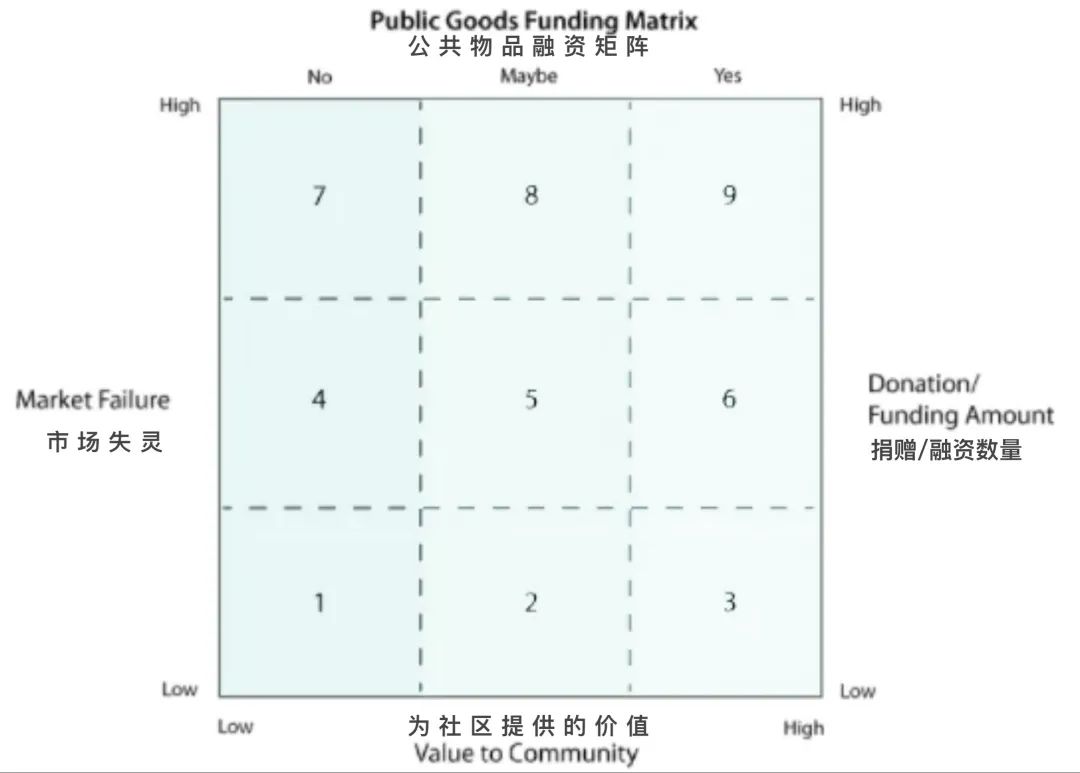 Public Goods Funding Matrix
公共物品融资矩阵
No Maybe Yes
High High
7 8 9
Market Failure
市场失灵
4 5 6
Donation/
Funding Amount
捐赠/融资数量
1 2 3
Low Low
Low High
为社区提供的价值
Value to Community